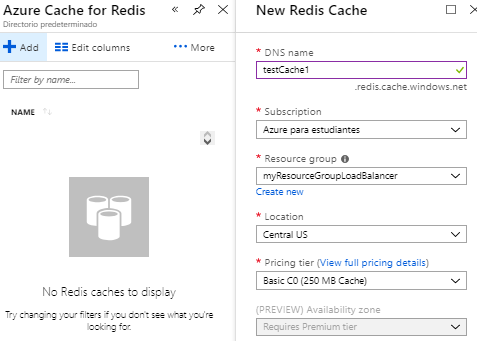 Azure Cache for Redis
Directorio predeterminado
Add
Edit columns
More
Filter by name...
NAME
No Redis caches to display
Try changing your filters if you don't see what you're
looking for.
New Redis Cache
* DNS name
testCache1
.redis.cache.windows.net
* Subscription
Azure para estudiantes
* Resource group
myResourceGroupLoadBalancer
Create new
* Location
Central US
* Pricing tier (View full pricing details)
Basic C0 (250 MB Cache)
(PREVIEW) Availability zone
Requires Premium tier